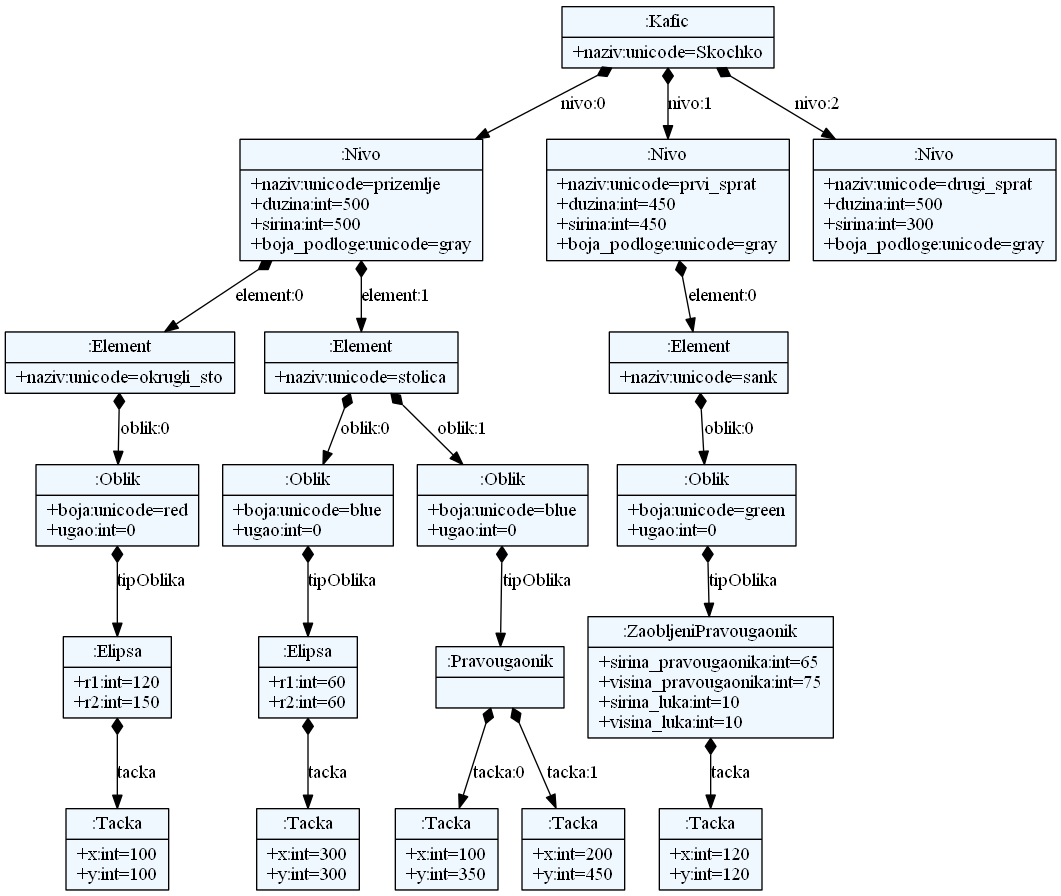 :Kafic
+naziv:unicode=Skochko
nivo:0
nivo:1
nivo:2
:Nivo
+naziv:unicode=prizemlje
+duzina:int=500
+sirina:int=500
+boja_podloge:unicode=gray
:Nivo
+naziv:unicode=prvi_sprat
+duzina:int=450
+sirina:int=450
+boja_podloge:unicode=gray
:Nivo
+naziv:unicode=drugi_sprat
+duzina:int=500
+sirina:int=300
+boja_podloge:unicode=gray
element:0
element:1
element:0
:Element
+naziv:unicode=okrugli_sto
:Element
+naziv:unicode=stolica
:Element
+naziv:unicode=sank
oblik:0
oblik:0
oblik:1
oblik:0
:Oblik
+boja:unicode=red
+ugao:int=0
:Oblik
+boja:unicode=blue
+ugao:int=0
:Oblik
+boja:unicode=blue
+ugao:int=0
:Oblik
+boja:unicode=green
+ugao:int=0
tipOblika
tipOblika
tipOblika
tipOblika
:Elipsa
+r1:int=120
+r2:int=150
:Elipsa
+r1:int=60
+r2:int=60
:Pravougaonik
:ZaobljeniPravougaonik
+sirina_pravougaonika:int=65
+visina_pravougaonika:int=75
+sirina_luka:int=10
+visina_luka:int=10
tacka
tacka
tacka:0
tacka:1
tacka
:Tacka
+x:int=100
+y:int=100
:Tacka
+x:int=300
+y:int=300
:Tacka
+x:int=100
+y:int=350
:Tacka
+x:int=200
+y:int=450
:Tacka
+x:int=120
+y:int=120